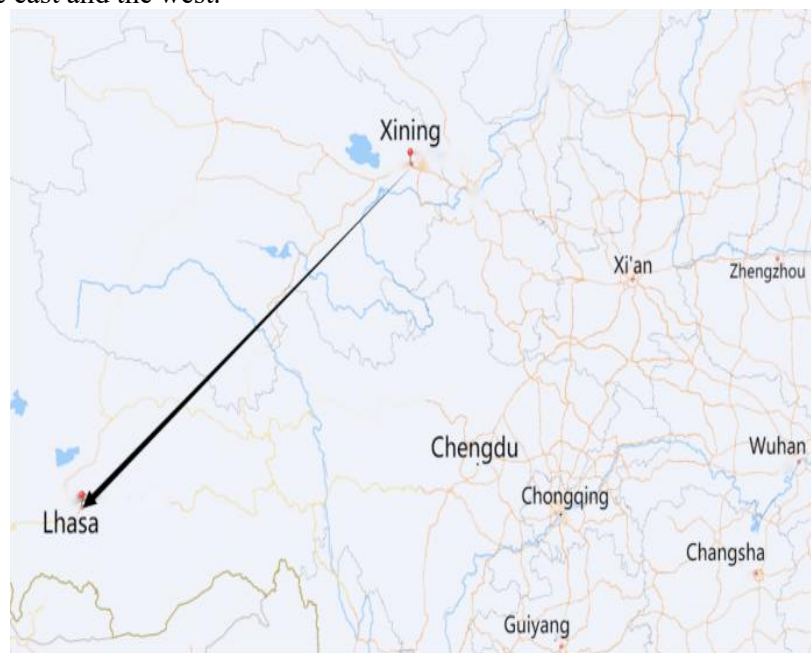 e east and the west.
Xining
Xi'an
Zhengzhou
Chengdu
Wuhan
Chongqing
Lhasa
Changsha
Guiyang